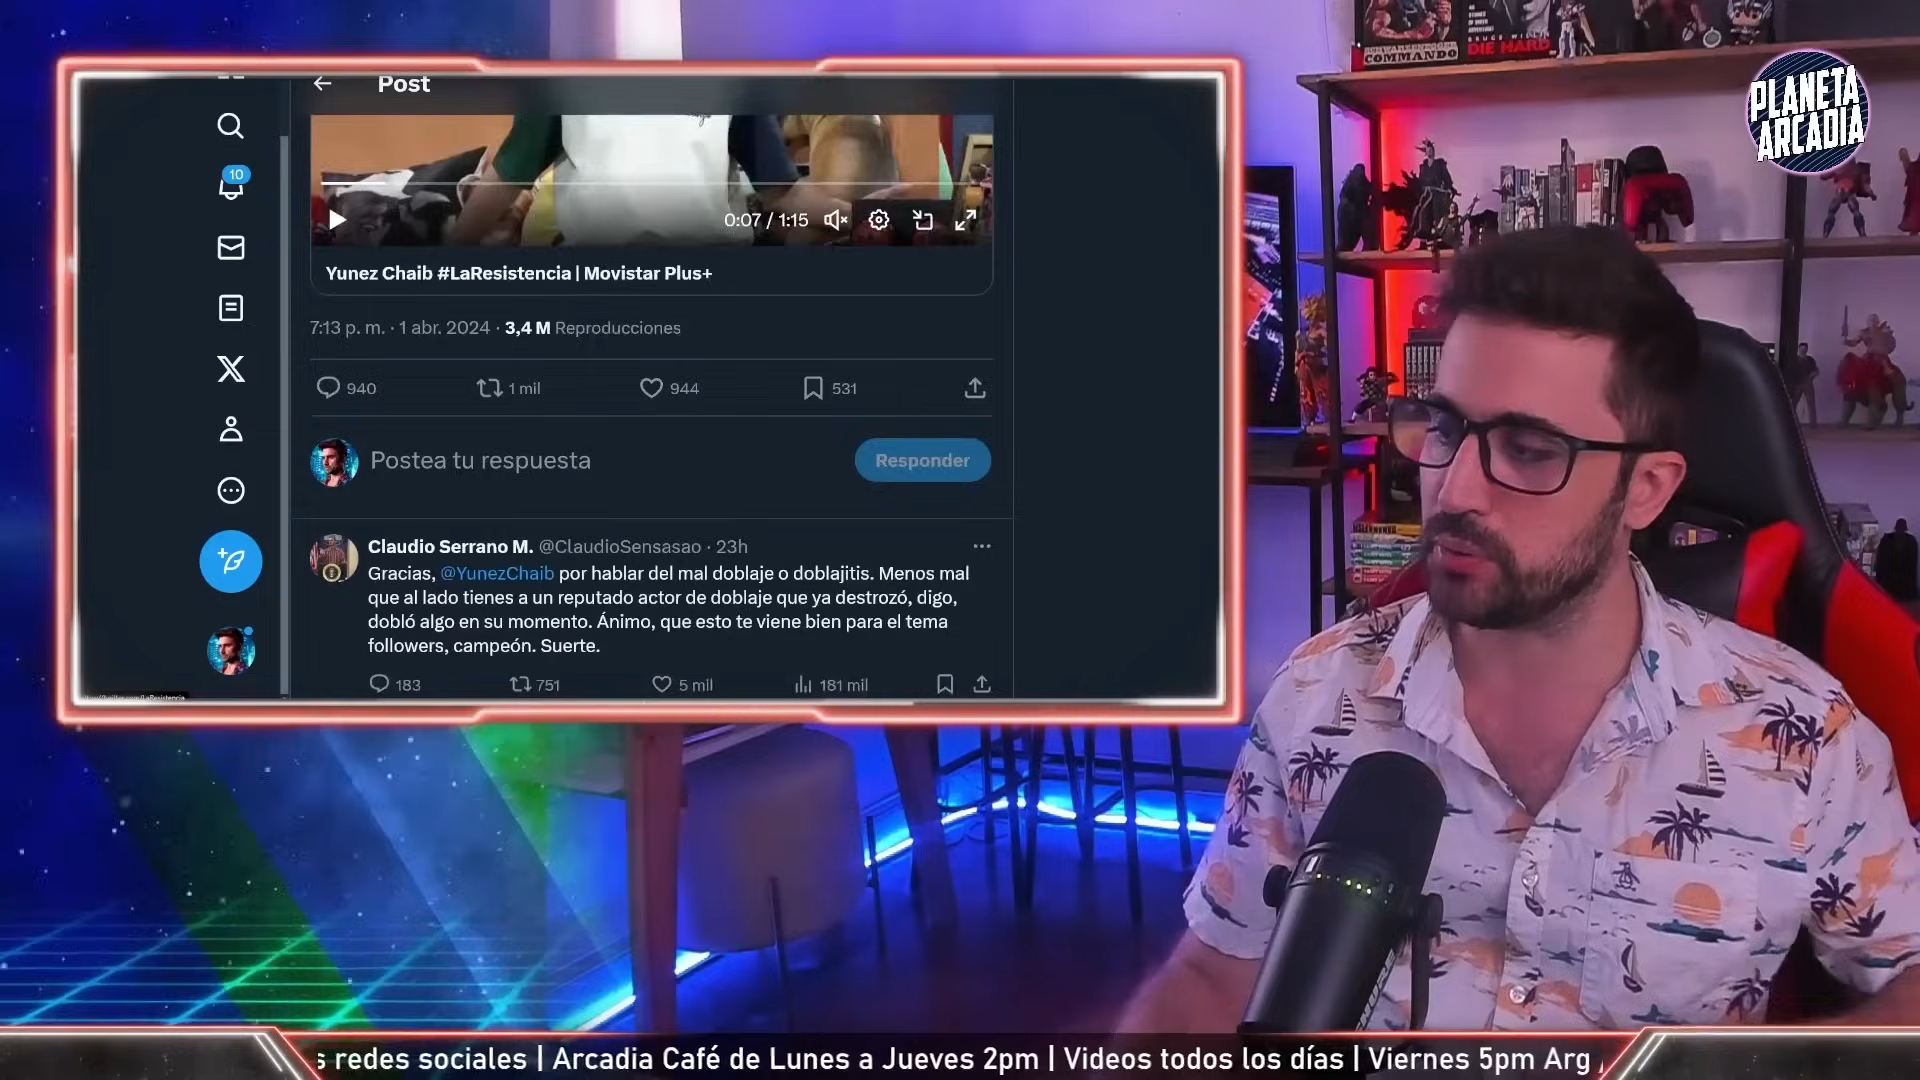 COMMANDO
DIE HARD
PLANETA
ARCADIA
Post
10
0:07 / 1:15
Yunez Chaib #LaResistencia | Movistar Plus+
7:13 p. m. · 1 abr. 2024 · 3,4 M Reproducciones
940
1 mil
944
531
Postea tu respuesta
Responder
Claudio Serrano M. @ClaudioSensasao · 23h
Gracias, @YunezChaib por hablar del mal doblaje o doblajitis. Menos mal
que al lado tienes a un reputado actor de doblaje que ya destrozó, digo,
dobló algo en su momento. Ánimo, que esto te viene bien para el tema
followers, campeón. Suerte.
183
751
5 mil
181 mil
SHURE
redes sociales | Arcadia Café de Lunes a Jueves 2pm | Videos todos los días | Viernes 5pm Arg